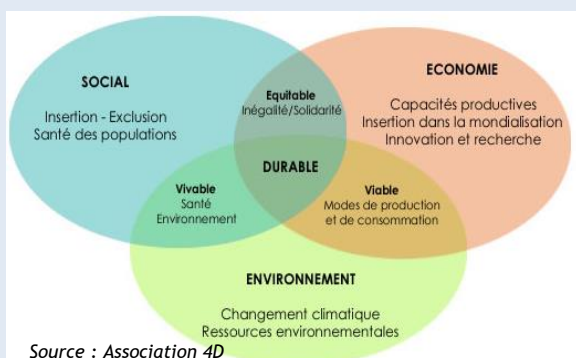 SOCIAL
Insertion - Exclusion
Santé des populations
ECONOMIE
Capacités productives
Insertion dans la mondialisation
Innovation et recherche
Equitable
Inégalité/Solidarité
DURABLE
Vivable
Santé
Environnement
Viable
Modes de production
et de consommation
ENVIRONNEMENT
Changement climatique
Ressources environmentales
Source : Association 4D